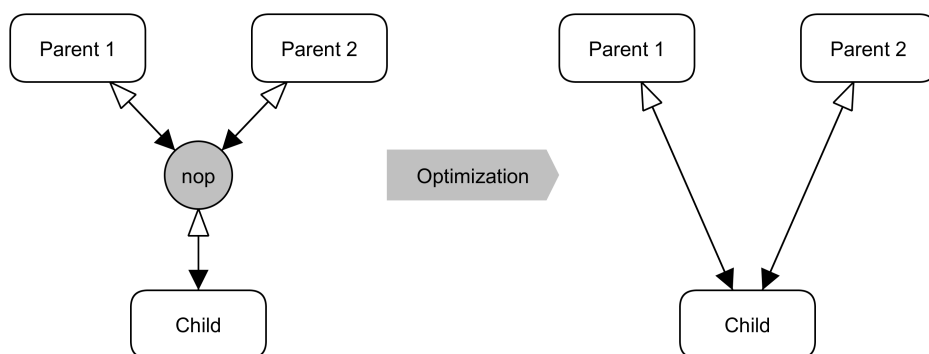 Parent 1
Parent 2
nop
Child
Optimization
Parent 1
Parent 2
Child